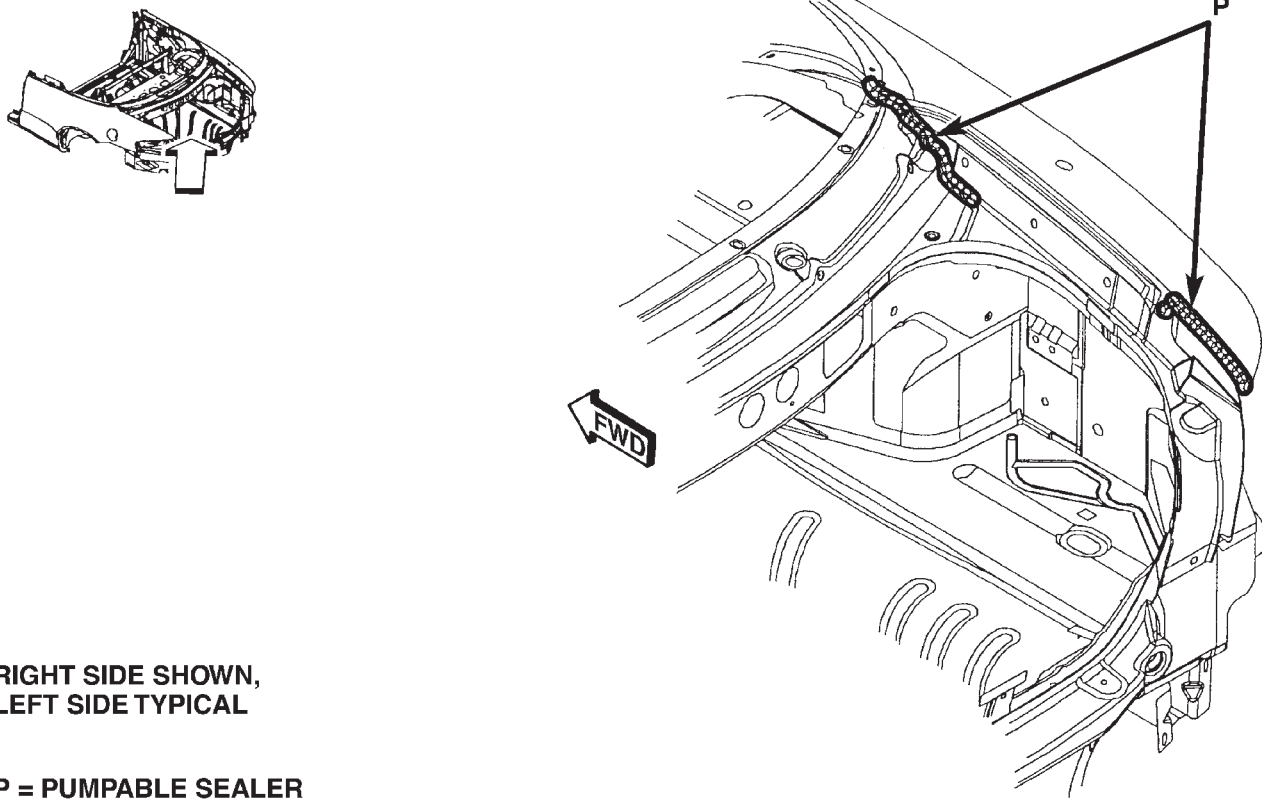 P
FWD
RIGHT SIDE SHOWN,
LEFT SIDE TYPICAL
P = PUMPABLE SEALER